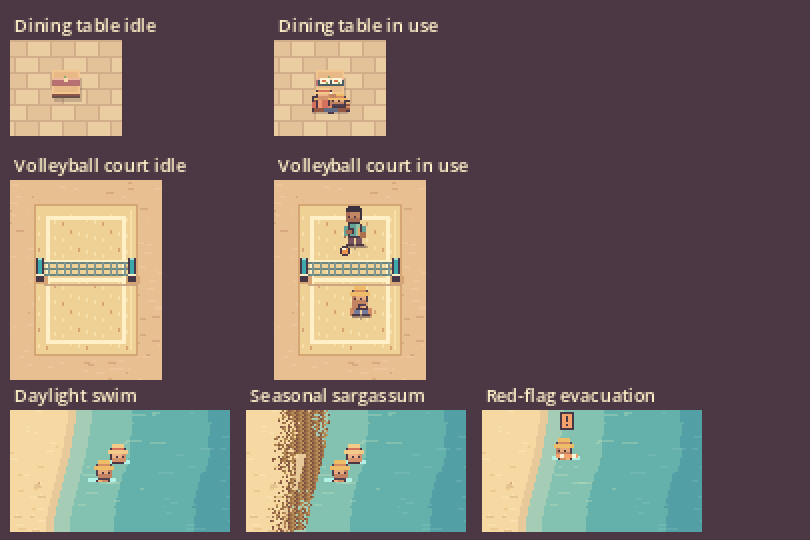 Dining table idle
Dining table in use
Volleyball court idle
Volleyball court in use
Daylight swim
Seasonal sargassum
Red-flag evacuation
!